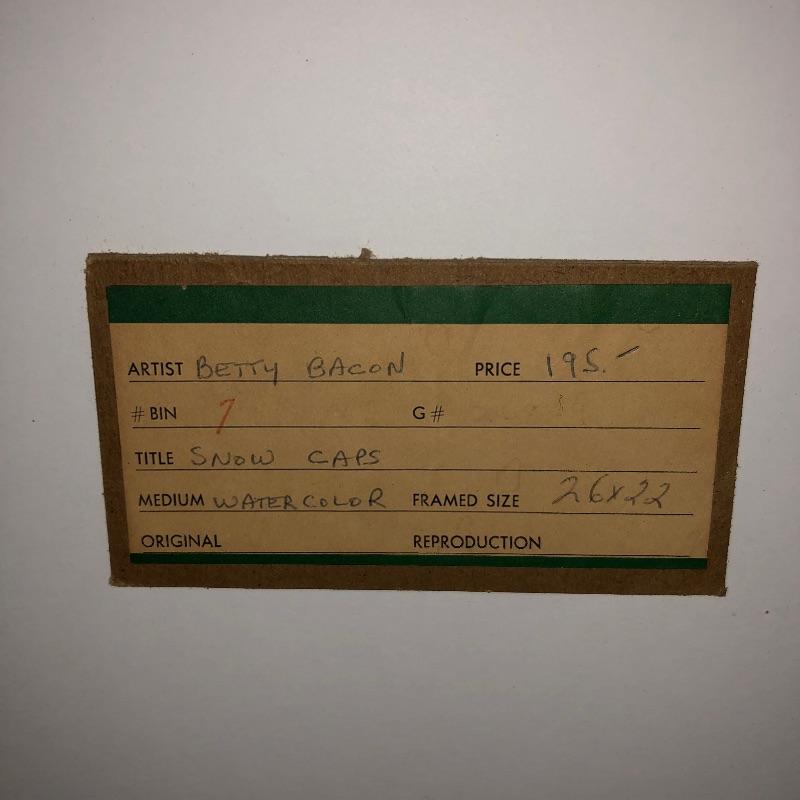 ARTIST BETTY BACON PRICE 195.-
# BIN 7 G#
TITLE SNOW CAPS
MEDIUM WATERCOLOR FRAMED SIZE 26x22
ORIGINAL REPRODUCTION